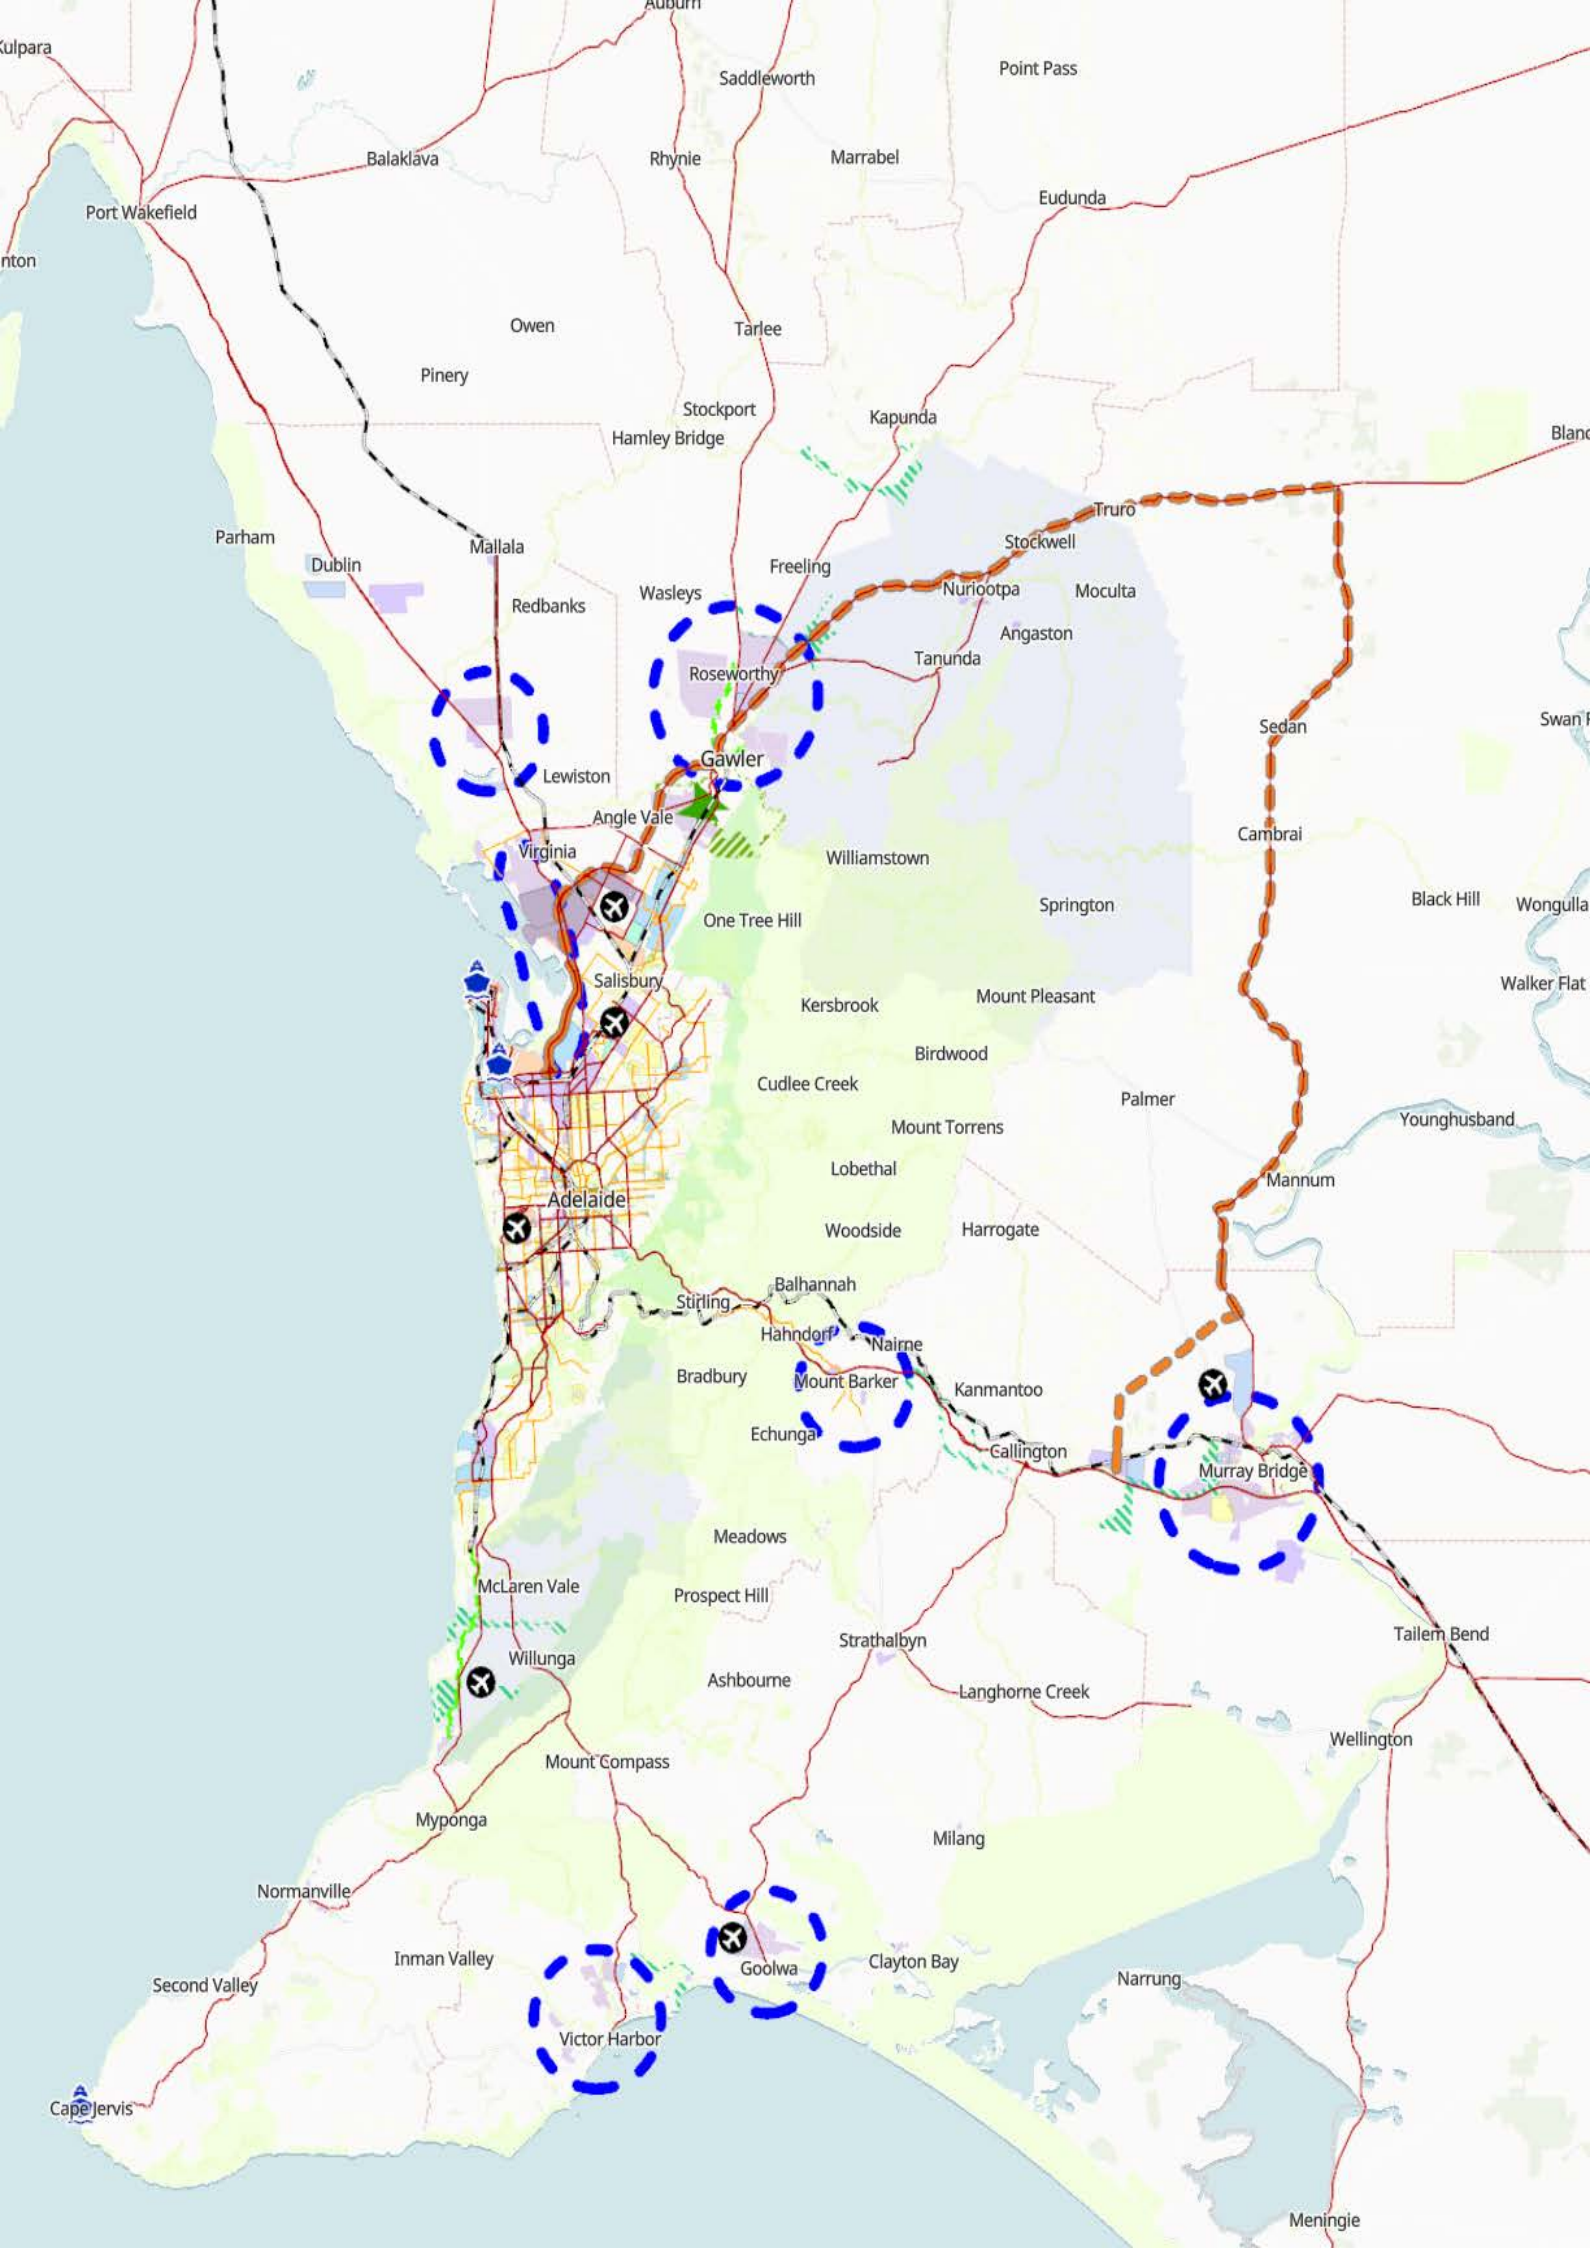 Auburn
Kulpara
Saddleworth
Point Pass
Balaklava
Rhynie
Marrabel
Eudunda
Port Wakefield
nton
Owen
Tarlee
Pinery
Stockport
Kapunda
Hamley Bridge
Blanc
Truro
Parham
Stockwell
Mallala
Dublin
Freeling
Wasleys
Nuriootpa
Moculta
Redbanks
Angaston
Tanunda
Roseworthy
Swan R
Sedan
Gawler
Lewiston
Angle Vale
Cambrai
Virginia
Williamstown
Black Hill
Springton
Wongulla
One Tree Hill
Salisbury
Walker Flat
Mount Pleasant
Kersbrook
Birdwood
Cudlee Creek
Palmer
Younghusband
Mount Torrens
Lobethal
Mannum
Adelaide
Woodside
Harrogate
Balhannah
Stirling
Hahndorf
Nairne
Bradbury
Mount Barker
Kanmantoo
Echunga
Callington
Murray Bridge
Meadows
McLaren Vale
Prospect Hill
Tailem Bend
Strathalbyn
Willunga
Ashbourne
Langhorne Creek
Wellington
Mount Compass
Myponga
Milang
Normanville
Inman Valley
Clayton Bay
Goolwa
Narrung
Second Valley
Victor Harbor
Cape Jervis
Meningie